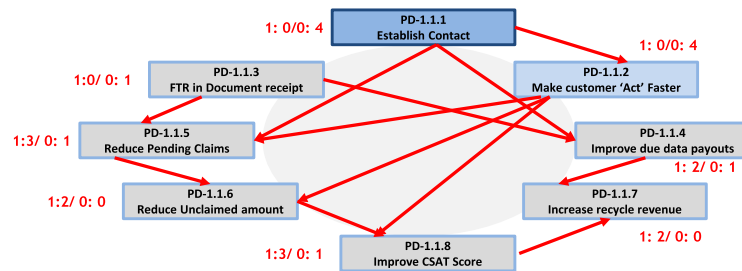 1: 0/0: 4
PD-1.1.1
Establish Contact
1: 0/0: 4
1:0/ 0: 1
PD-1.1.3
FTR in Document receipt
PD-1.1.2
Make customer ‘Act’ Faster
1:3/ 0: 1
PD-1.1.5
Reduce Pending Claims
PD-1.1.4
Improve due data payouts
1: 2/ 0: 1
1:2/ 0: 0
PD-1.1.6
Reduce Unclaimed amount
PD-1.1.7
Increase recycle revenue
1: 2/ 0: 0
1:3/ 0: 1
PD-1.1.8
Improve CSAT Score